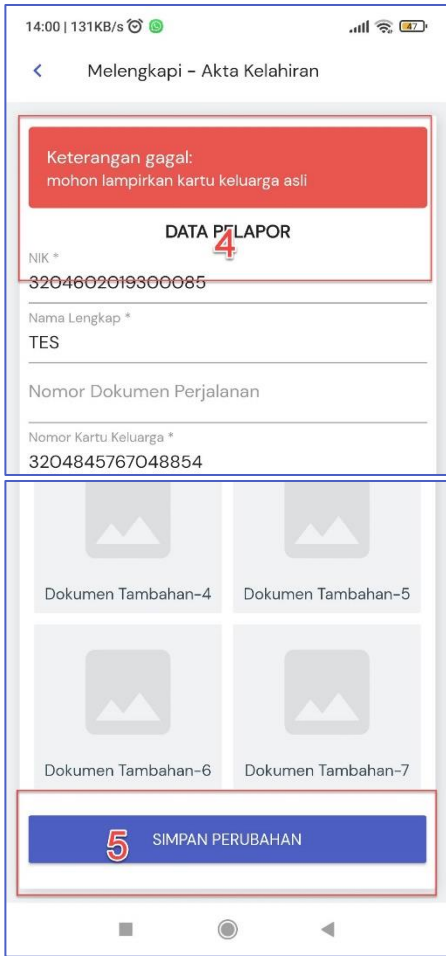 14:00 | 131KB/s 47
Melengkapi - Akta Kelahiran
Keterangan gagal:
mohon lampirkan kartu keluarga asli
DATA PELAPOR
4
NIK *
3204602019300085
Nama Lengkap *
TES
Nomor Dokumen Perjalanan
Nomor Kartu Keluarga *
3204845767048854
Dokumen Tambahan-4 Dokumen Tambahan-5
Dokumen Tambahan-6 Dokumen Tambahan-7
5 SIMPAN PERUBAHAN